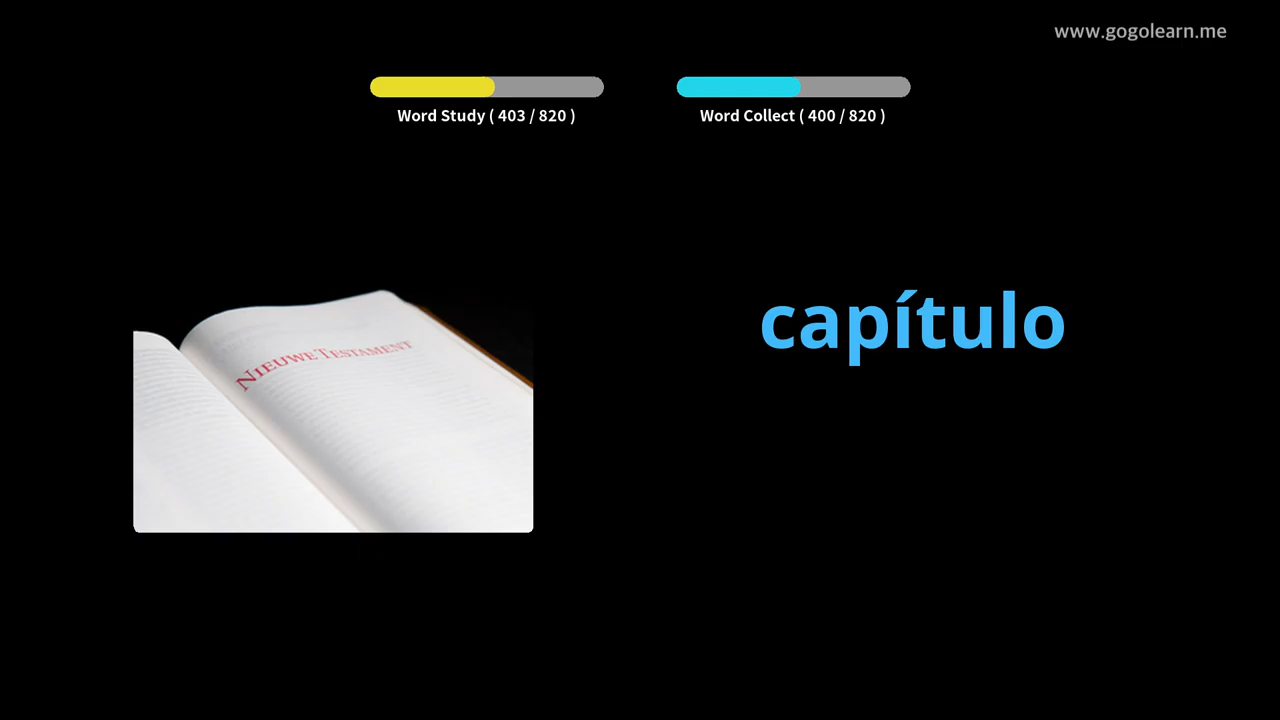 www.gogolearn.me
Word Study ( 403 / 820 )
Word Collect ( 400 / 820 )
capítulo
NIEUWE TESTAMENT